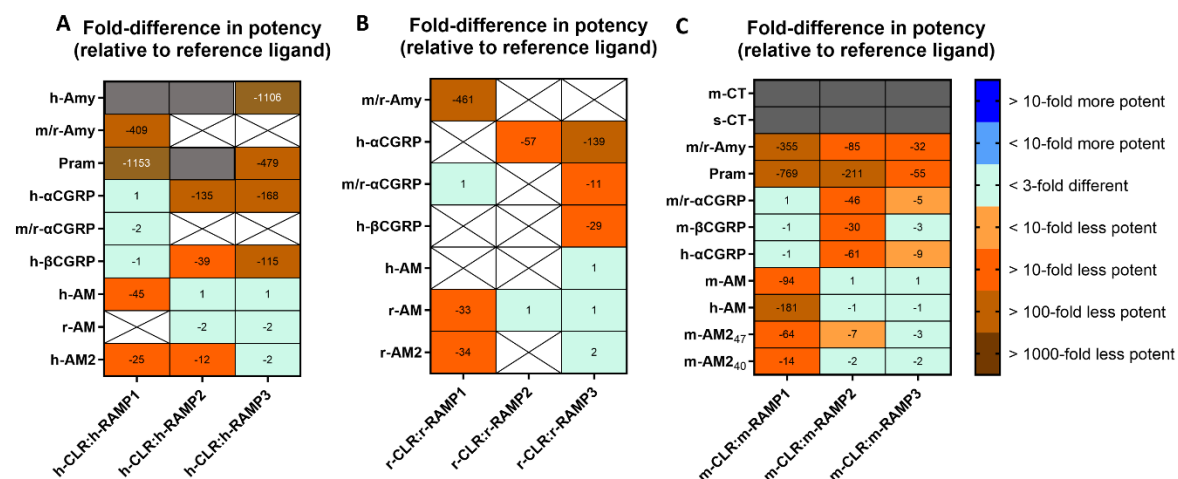 A
Fold-difference in potency
(relative to reference ligand)
h-Amy -1106
m/r-Amy -409
Pram -1153 -479
h-αCGRP 1 -135 -168
m/r-αCGRP -2
h-βCGRP -1 -39 -115
h-AM -45 1 1
r-AM -2 -2
h-AM2 -25 -12 -2
h-CLR:h-RAMP1
h-CLR:h-RAMP2
h-CLR:h-RAMP3
B
Fold-difference in potency
(relative to reference ligand)
m/r-Amy -461
h-αCGRP -57 -139
m/r-αCGRP 1 -11
h-βCGRP -29
h-AM 1
r-AM -33 1 1
r-AM2 -34 2
r-CLR:r-RAMP1
r-CLR:r-RAMP2
r-CLR:r-RAMP3
C
Fold-difference in potency
(relative to reference ligand)
m-CT
s-CT
m/r-Amy -355 -85 -32
Pram -769 -211 -55
m/r-αCGRP 1 -46 -5
m-βCGRP -1 -30 -3
h-αCGRP -1 -61 -9
m-AM -94 1 1
h-AM -181 -1 -1
m-AM2₄₇ -64 -7 -3
m-AM2₄₀ -14 -2 -2
m-CLR:m-RAMP1
m-CLR:m-RAMP2
m-CLR:m-RAMP3
> 10-fold more potent
< 10-fold more potent
< 3-fold different
< 10-fold less potent
> 10-fold less potent
> 100-fold less potent
> 1000-fold less potent